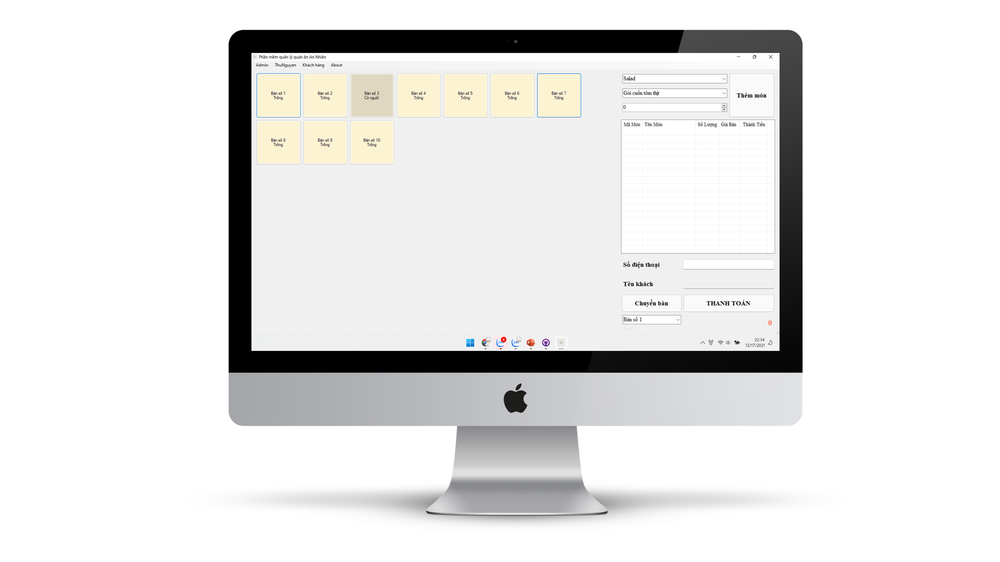 Phần mềm quản lý quán ăn An Nhiên
Admin ThuNguyen Khách hàng About
Bàn số 1
Trống
Bàn số 2
Trống
Bàn số 3
Có người
Bàn số 4
Trống
Bàn số 5
Trống
Bàn số 6
Trống
Bàn số 7
Trống
Bàn số 8
Trống
Bàn số 9
Trống
Bàn số 10
Trống
Salad
Gỏi cuốn tôm thịt
0
Thêm món
Mã Món Tên Món Số Lượng Giá Bán Thành Tiền
Số điện thoại
Tên khách
Chuyển bàn THANH TOÁN
Bàn số 1
0
Zalo 4
Zalo
P
22:34
12/17/2021